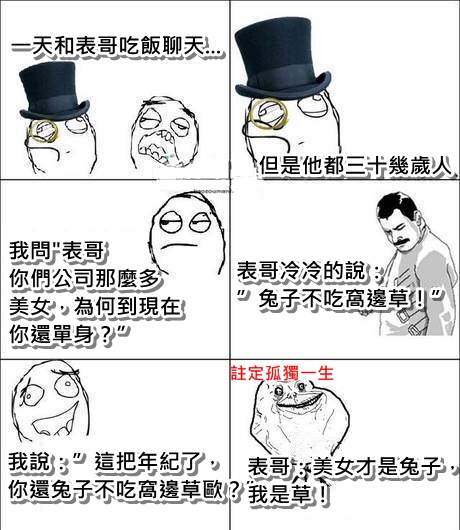 一天和表哥吃飯聊天...
但是他都三十幾歲人
我問"表哥
你們公司那麼多
美女，為何到現在
你還單身？”
表哥冷冷的說：
”兔子不吃窩邊草！”
我說：”這把年紀了，
你還兔子不吃窩邊草歐？”
註定孤獨一生
表哥：美女才是兔子，
我是草！